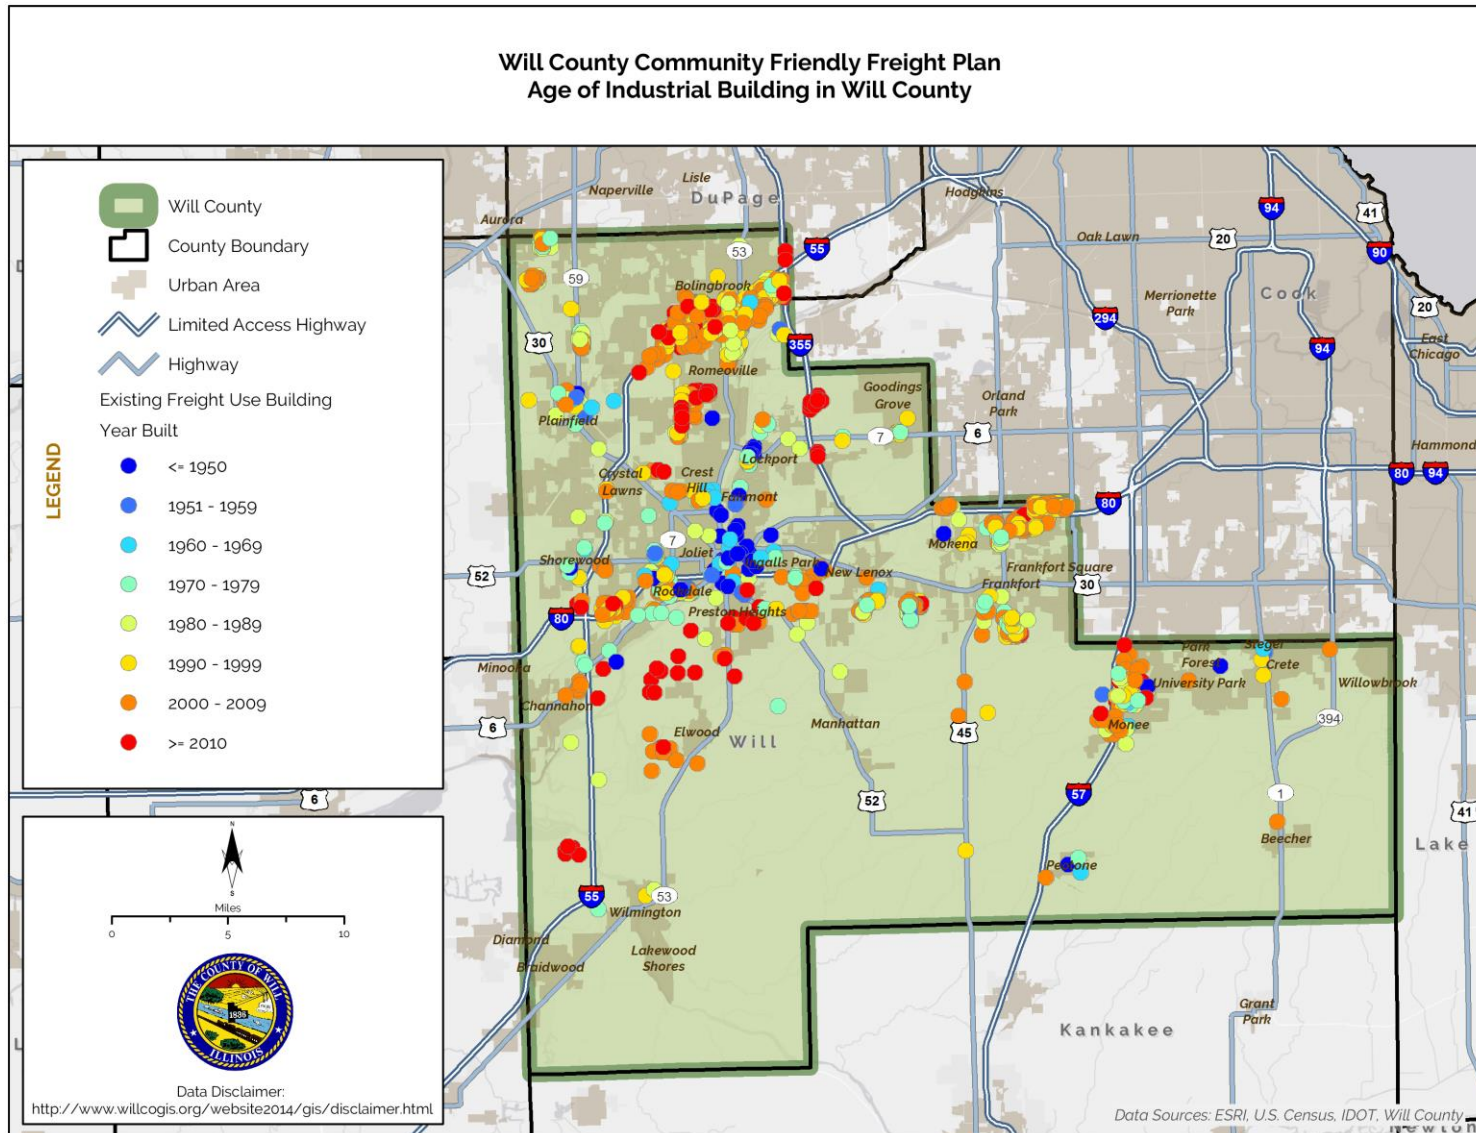 Will County Community Friendly Freight Plan
Age of Industrial Building in Will County
LEGEND
Will County
County Boundary
Urban Area
Limited Access Highway
Highway
Existing Freight Use Building
Year Built
<= 1950
1951 - 1959
1960 - 1969
1970 - 1979
1980 - 1989
1990 - 1999
2000 - 2009
>= 2010
N
S
Miles
0 5 10
THE COUNTY OF WILL
1836
ILLINOIS
Data Disclaimer:
http://www.willcogis.org/website2014/gis/disclaimer.html
Lisle
Naperville
DuPage
Hodgkins
Aurora
94
41
Oak Lawn
20
90
53
55
59
Bolingbrook
Merrionette
Park
Cook
20
294
30
355
94
East
Chicago
Romeoville
Goodings
Grove
Orland
Park
Plainfield
7
6
Hammond
Lockport
80
94
Crystal
Lawns
Crest
Hill
Fairmont
80
7
Joliet
Mokena
Shorewood
Ingalls Park
52
New Lenox
Frankfort Square
30
Frankfort
Rockdale
Preston Heights
80
Minooka
Park
Forest
Steger
Crete
University Park
Willowbrook
Channahon
6
Elwood
Manhattan
Monee
394
45
Will
6
52
57
1
41
Beecher
Lake
Peotone
55
53
Wilmington
Diamond
Braidwood
Lakewood
Shores
Grant
Park
Kankakee
Data Sources: ESRI, U.S. Census, IDOT, Will County
Newton